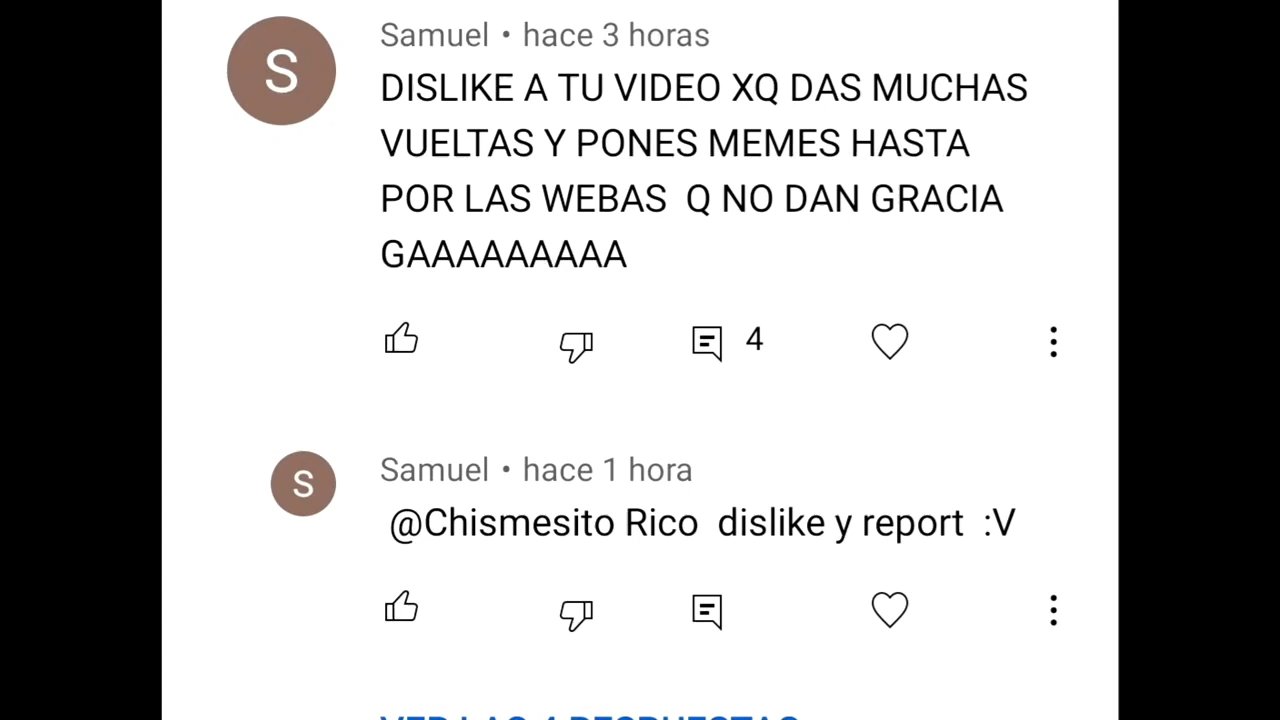 S
Samuel • hace 3 horas
DISLIKE A TU VIDEO XQ DAS MUCHAS
VUELTAS Y PONES MEMES HASTA
POR LAS WEBAS Q NO DAN GRACIA
GAAAAAAAAA
4
S
Samuel • hace 1 hora
@Chismesito Rico dislike y report :V
VER LAS 4 RESPUESTAS